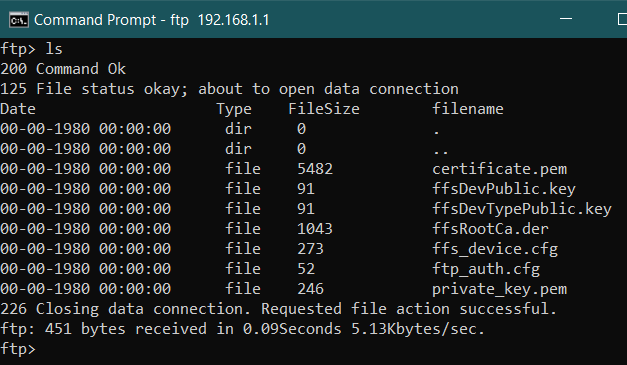 Command Prompt - ftp 192.168.1.1
ftp> ls
200 Command Ok
125 File status okay; about to open data connection
Date Type FileSize filename
00-00-1980 00:00:00 dir 0 .
00-00-1980 00:00:00 dir 0 ..
00-00-1980 00:00:00 file 5482 certificate.pem
00-00-1980 00:00:00 file 91 ffsDevPublic.key
00-00-1980 00:00:00 file 91 ffsDevTypePublic.key
00-00-1980 00:00:00 file 1043 ffsRootCa.der
00-00-1980 00:00:00 file 273 ffs_device.cfg
00-00-1980 00:00:00 file 52 ftp_auth.cfg
00-00-1980 00:00:00 file 246 private_key.pem
226 Closing data connection. Requested file action successful.
ftp: 451 bytes received in 0.09Seconds 5.13Kbytes/sec.
ftp>